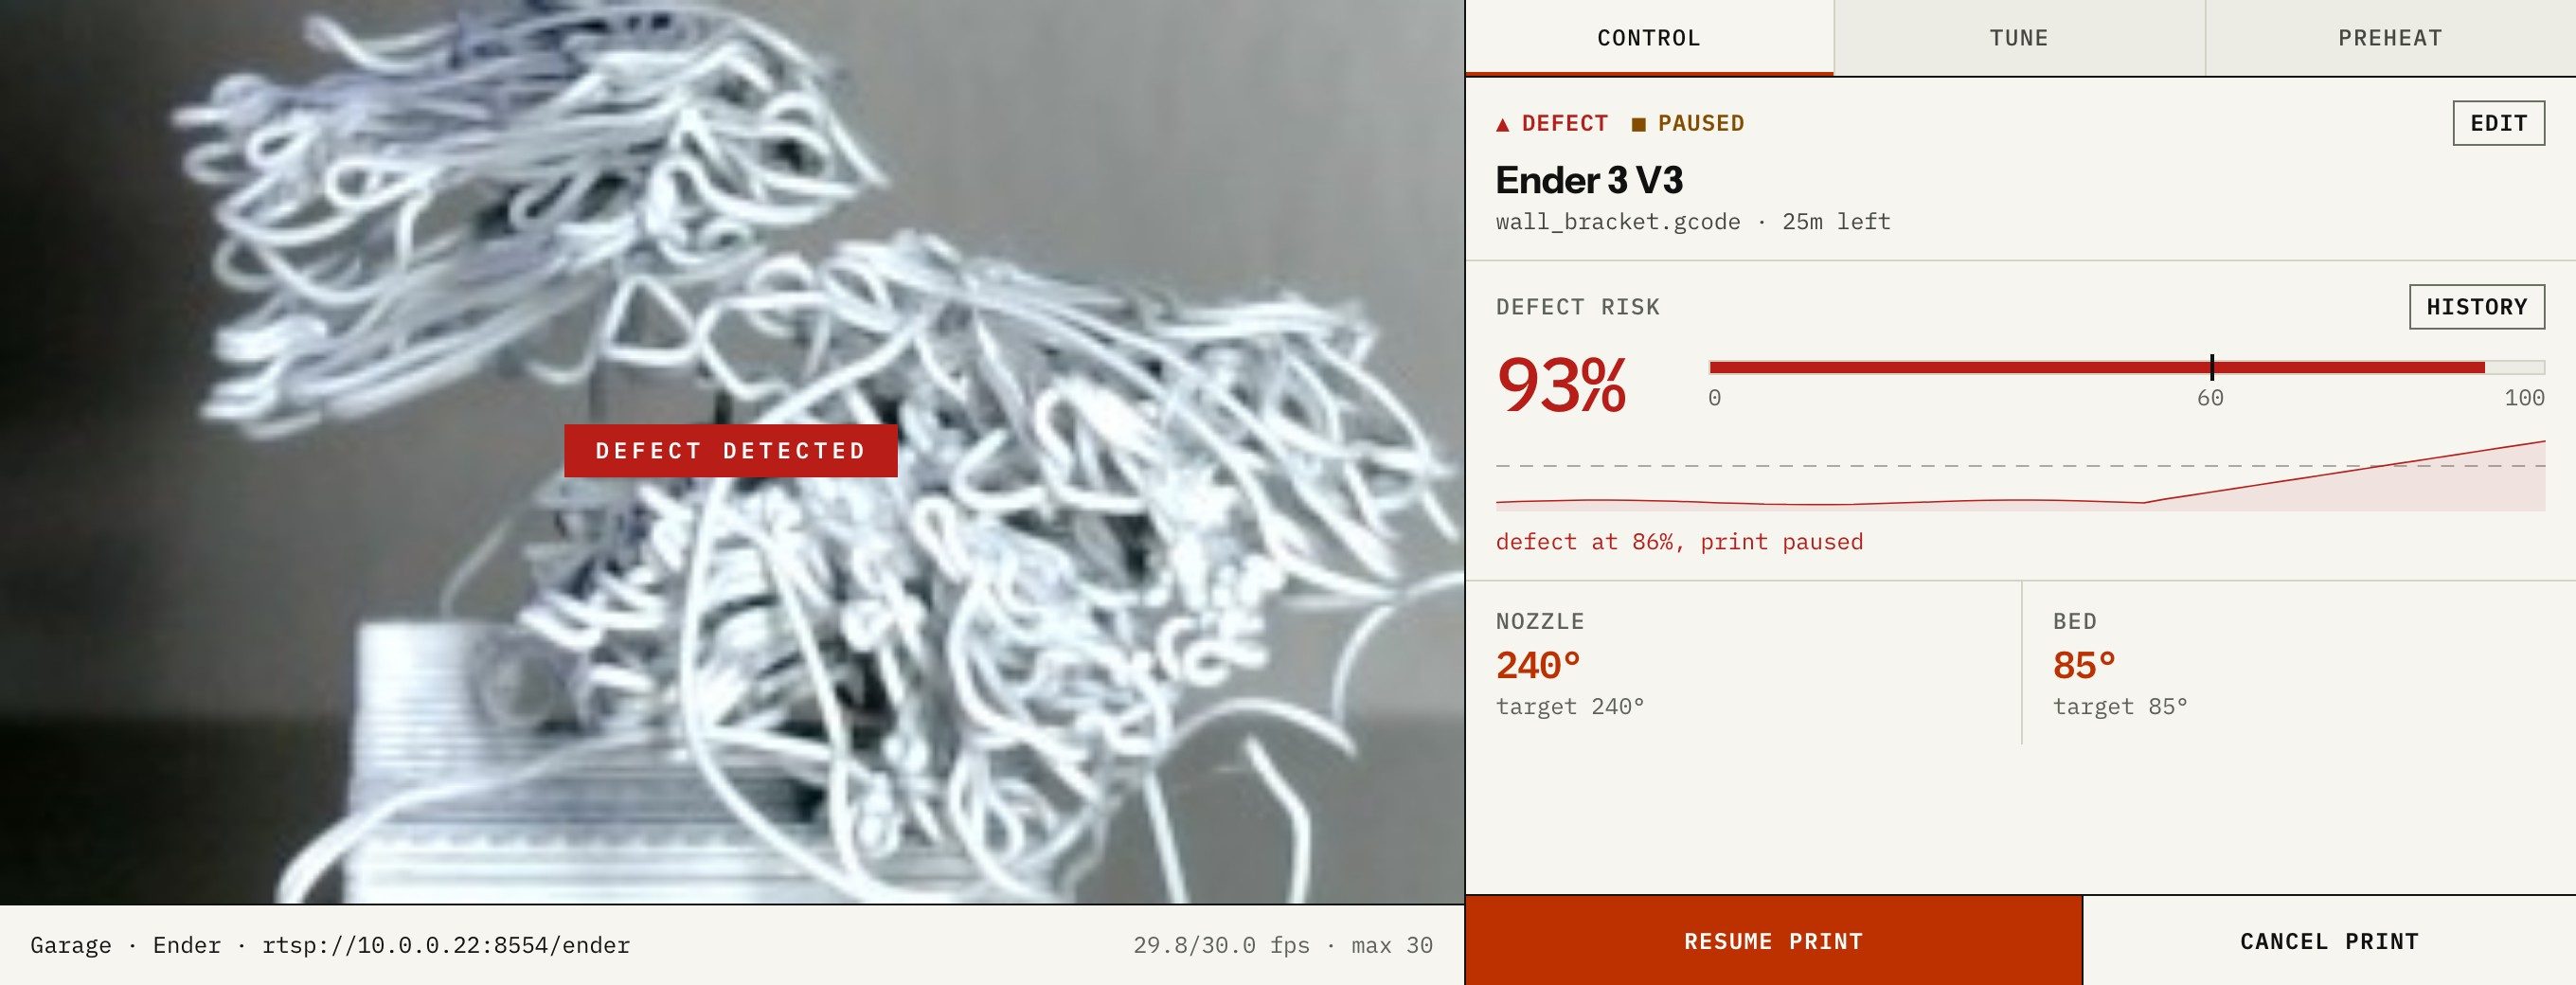 DEFECT DETECTED
Garage · Ender · rtsp://10.0.0.22:8554/ender
29.8/30.0 fps · max 30
CONTROL
TUNE
PREHEAT
▲ DEFECT ■ PAUSED
EDIT
Ender 3 V3
wall_bracket.gcode · 25m left
DEFECT RISK
HISTORY
93%
0 60 100
defect at 86%, print paused
NOZZLE
240°
target 240°
BED
85°
target 85°
RESUME PRINT
CANCEL PRINT